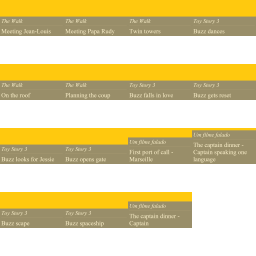 The Walk
Meeting Jean-Louis
The Walk
Meeting Papa Rudy
The Walk
Twin towers
Toy Story 3
Buzz dances
The Walk
On the roof
The Walk
Planning the coup
Toy Story 3
Buzz falls in love
Toy Story 3
Buzz gets reset
Toy Story 3
Buzz looks for Jessie
Toy Story 3
Buzz opens gate
Um filme falado
First port of call -
Marseille
Um filme falado
The captain dinner -
Captain speaking one
language
Toy Story 3
Buzz scape
Toy Story 3
Buzz spaceship
Um filme falado
The captain dinner -
Captain